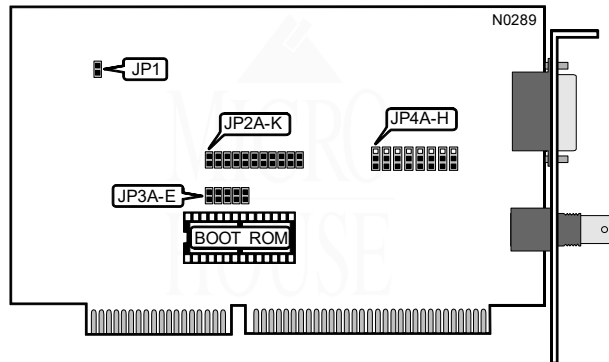 N0289
JP1
JP2A-K
JP4A-H
JP3A-E
BOOT ROM
MICRO
HOUSE